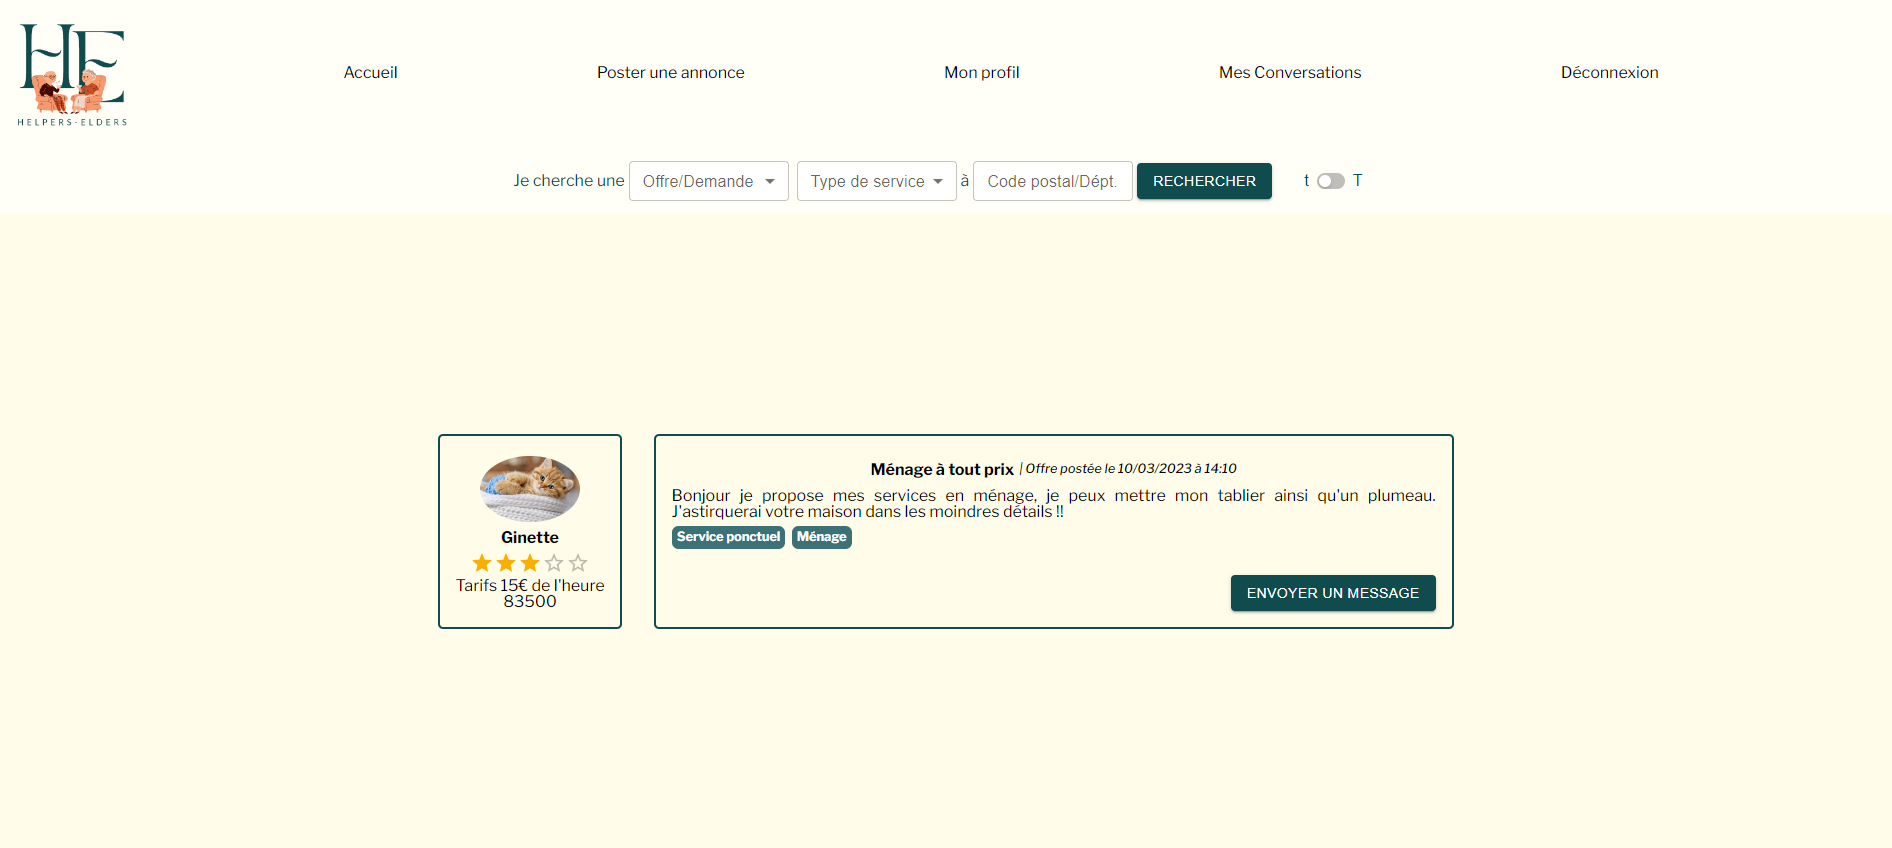 HE
HELPERS-ELDERS
Accueil
Poster une annonce
Mon profil
Mes Conversations
Déconnexion
Je cherche une Offre/Demande Type de service à Code postal/Dépt. RECHERCHER t T
Ginette
Tarifs 15€ de l'heure
83500
Ménage à tout prix | Offre postée le 10/03/2023 à 14:10
Bonjour je propose mes services en ménage, je peux mettre mon tablier ainsi qu'un plumeau.
J'astirquerai votre maison dans les moindres détails !!
Service ponctuel Ménage
ENVOYER UN MESSAGE